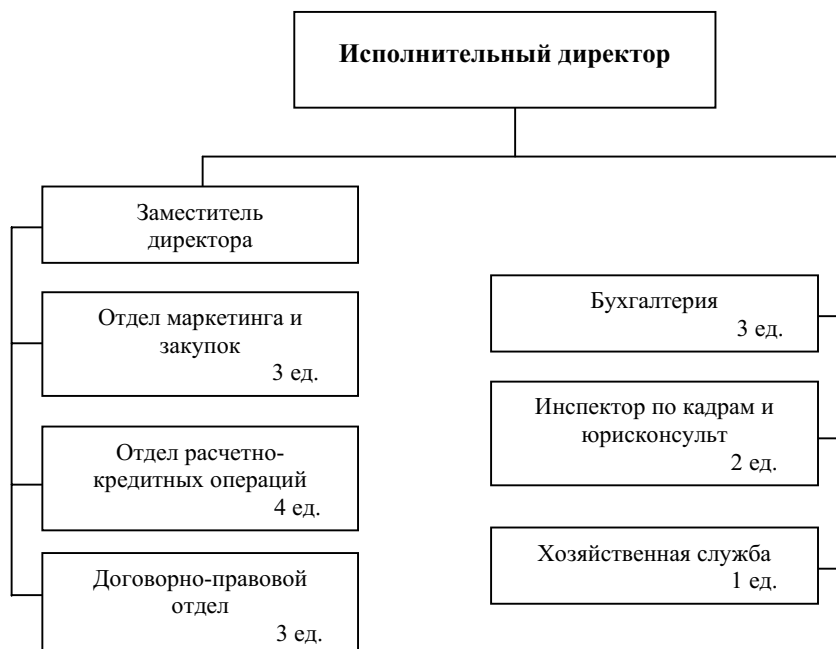 Исполнительный директор
Заместитель
директора
Отдел маркетинга и
закупок
3 ед.
Отдел расчетно-
кредитных операций
4 ед.
Договорно-правовой
отдел
3 ед.
Бухгалтерия
3 ед.
Инспектор по кадрам и
юрисконсульт
2 ед.
Хозяйственная служба
1 ед.